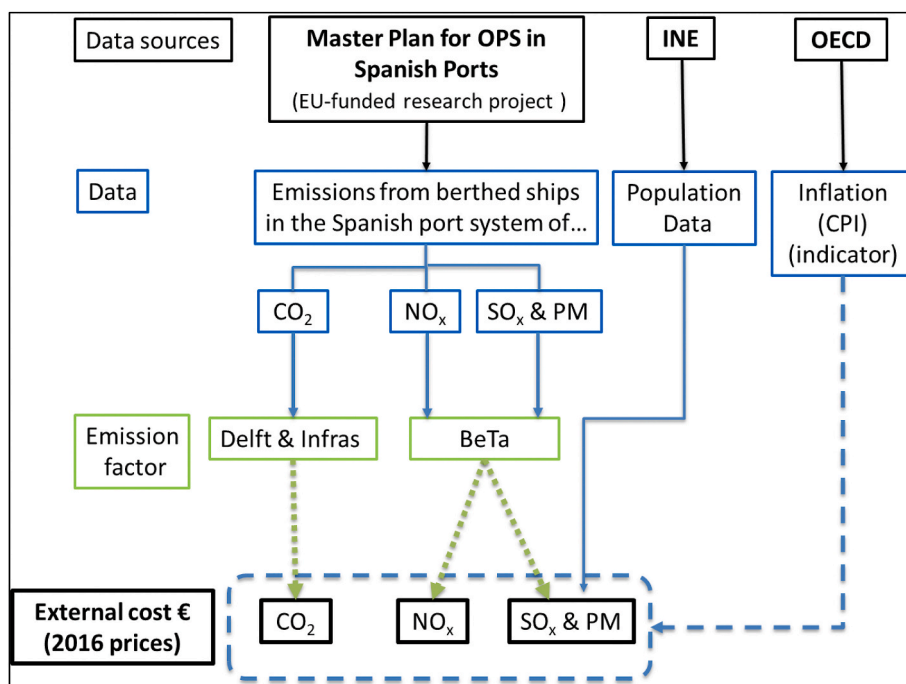 Data sources
Master Plan for OPS in
Spanish Ports
(EU-funded research project )
INE
OECD
Data
Emissions from berthed ships
in the Spanish port system of...
Population
Data
Inflation
(CPI)
(indicator)
CO₂
NOₓ
SOₓ & PM
Emission
factor
Delft & Infras
BeTa
External cost €
(2016 prices)
CO₂
NOₓ
SOₓ & PM